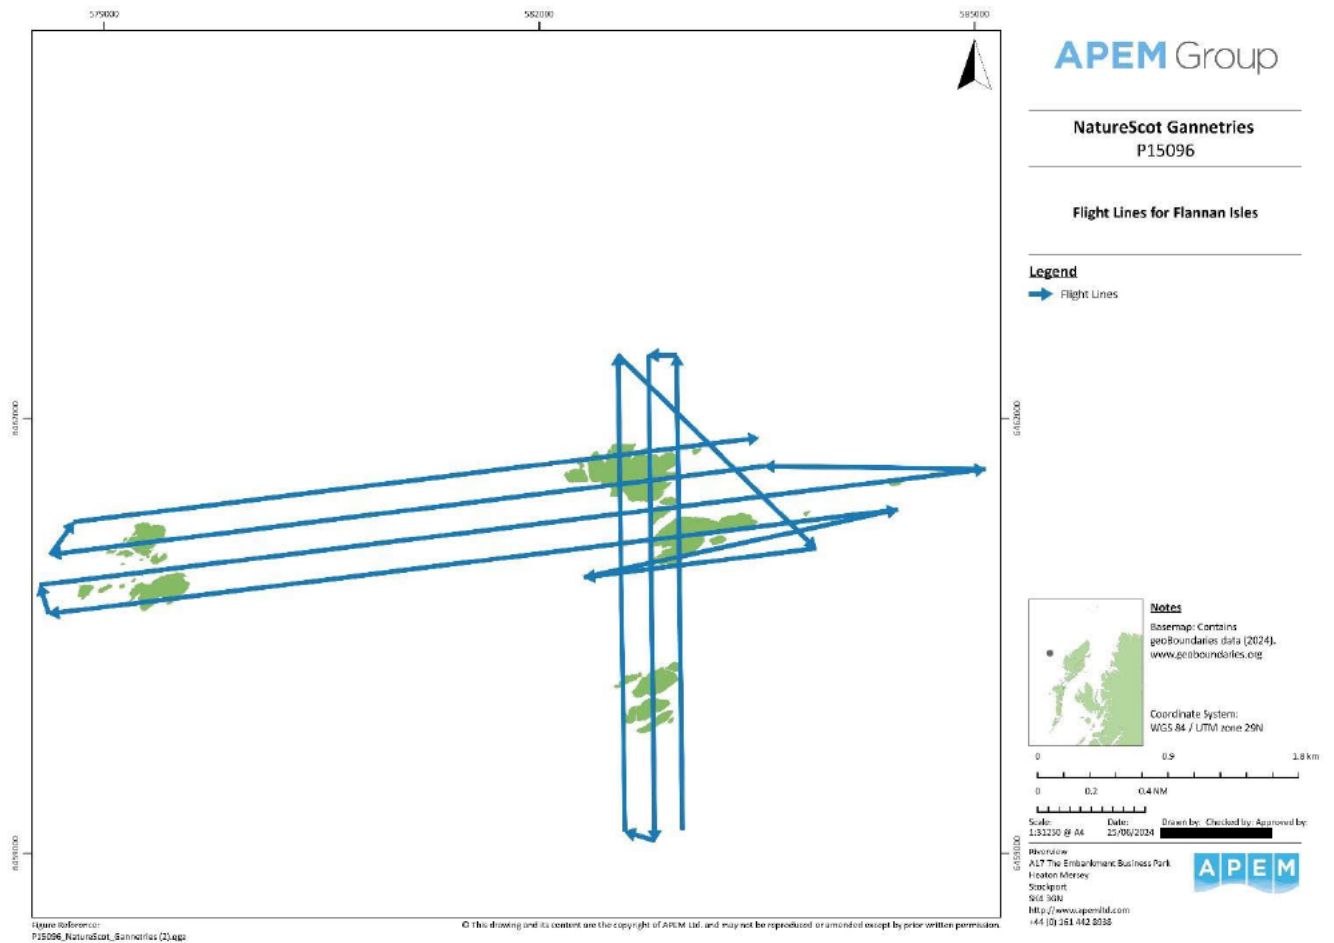 579000 582000 585000
APEM Group
NatureScot Gannetries
P15096
Flight Lines for Flannan Isles
Legend
Flight Lines
6462000
6462000
Notes
Basemap: Contains
geoBoundaries data (2024).
www.geoboundaries.org
Coordinate System:
WGS 84 / UTM zone 29N
0 0.9 1.8 km
0 0.2 0.4 NM
Scale: Date: Drawn by: Checked by: Approved by:
1:31250 @ A4 25/06/2024
6459000
6459000
Riverview
A17 The Embankment Business Park
Heaton Mersey
Stockport
SK4 3GN
http://www.apemltd.com
+44 (0) 161 442 8938
APEM
Figure Reference:
P15096_NatureScot_Gannetries (2).qgz
© This drawing and its content are the copyright of APEM Ltd. and may not be reproduced or amended except by prior written permission.